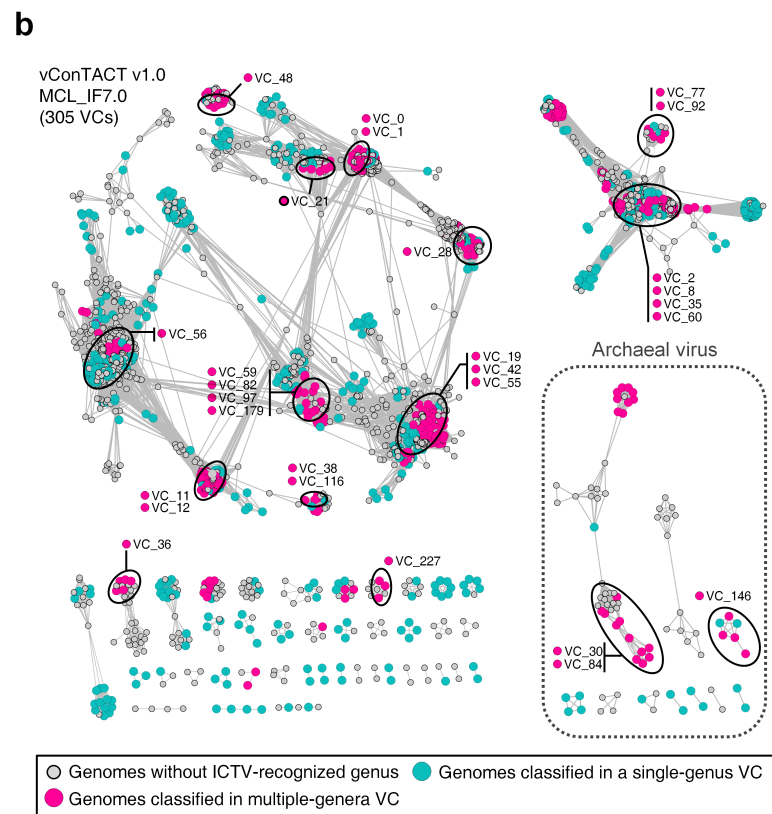 b
vConTACT v1.0
MCL_IF7.0
(305 VCs)
VC_48
VC_0
VC_1
VC_21
VC_28
VC_77
VC_92
VC_2
VC_8
VC_35
VC_60
VC_56
VC_59
VC_82
VC_97
VC_179
VC_19
VC_42
VC_55
VC_38
VC_116
VC_11
VC_12
VC_36
VC_227
Archaeal virus
VC_146
VC_30
VC_84
Genomes without ICTV-recognized genus
Genomes classified in a single-genus VC
Genomes classified in multiple-genera VC